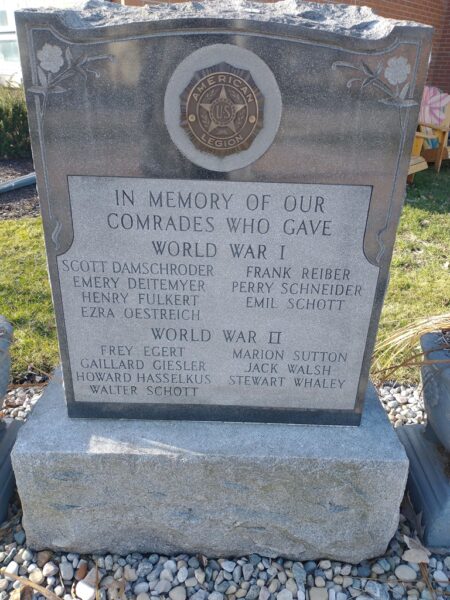 AMERICAN
US
LEGION
IN MEMORY OF OUR
COMRADES WHO GAVE
WORLD WAR I
SCOTT DAMSCHRODER FRANK REIBER
EMERY DEITEMYER PERRY SCHNEIDER
HENRY FULKERT EMIL SCHOTT
EZRA OESTREICH
WORLD WAR II
FREY EGERT MARION SUTTON
GAILLARD GIESLER JACK WALSH
HOWARD HASSELKUS STEWART WHALEY
WALTER SCHOTT